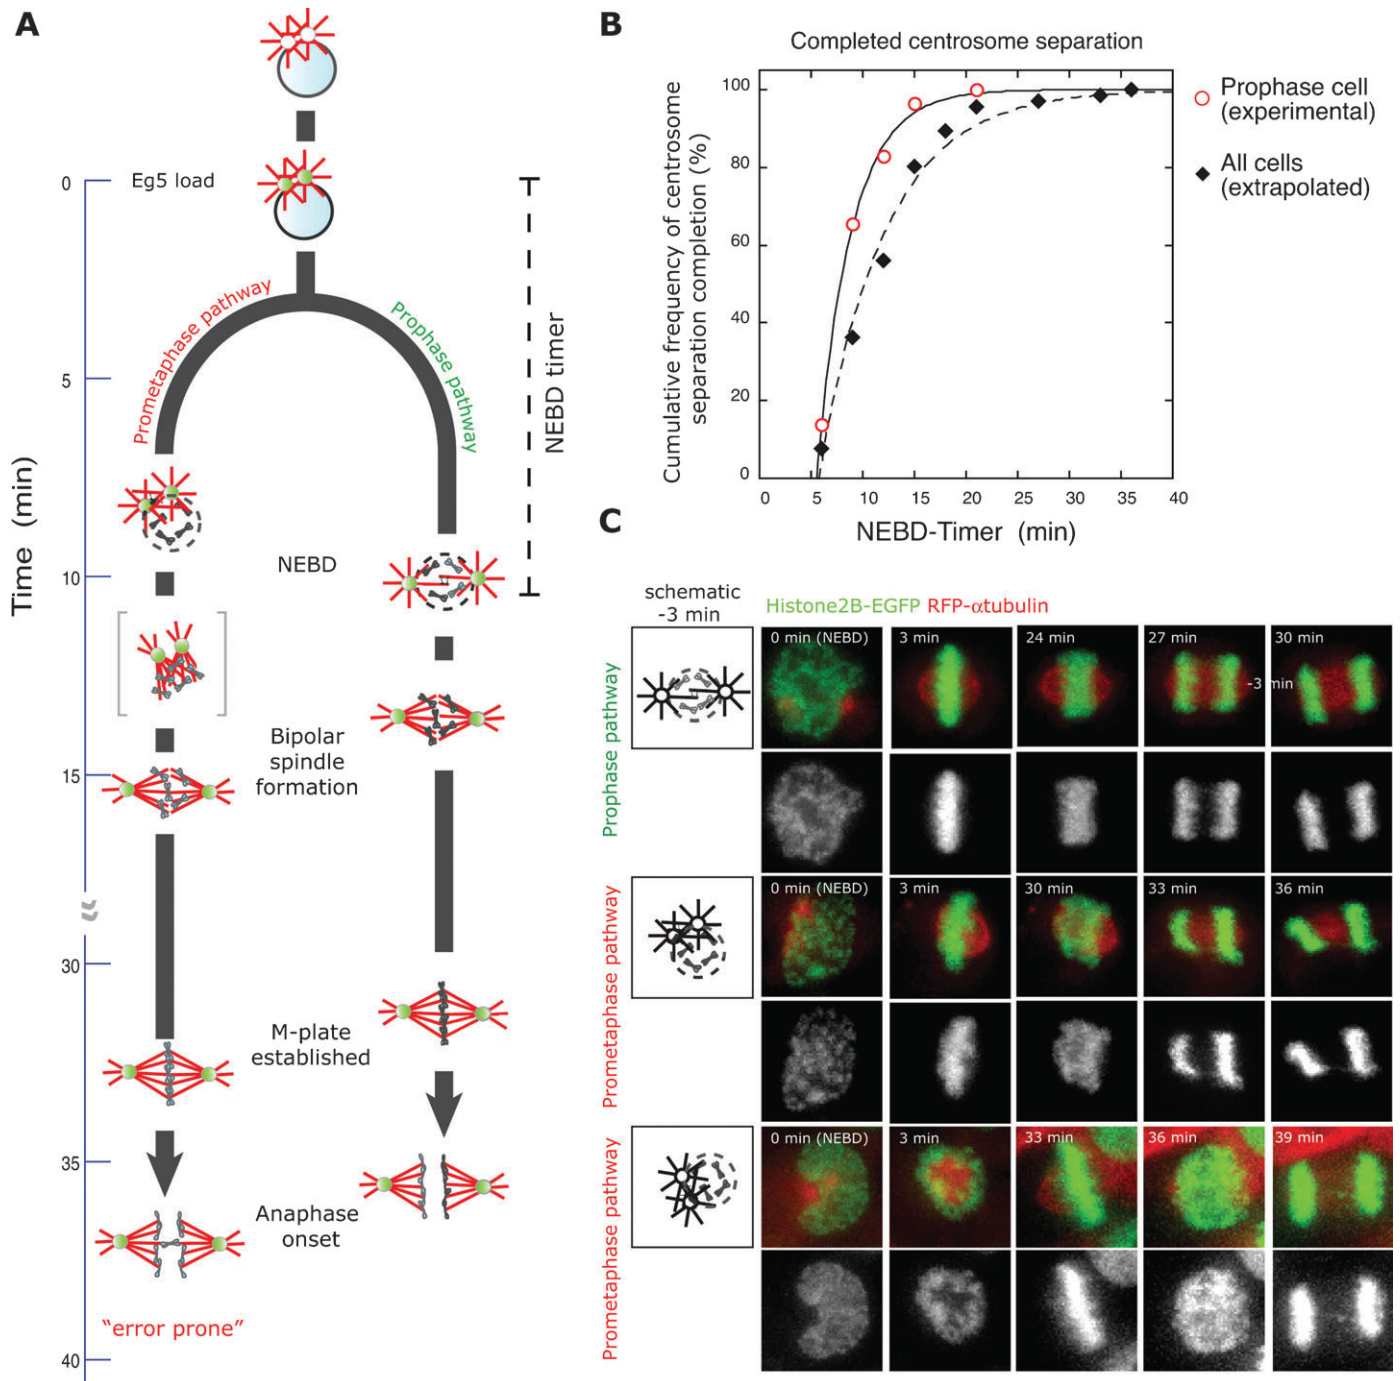 A
Eg5 load
Prometaphase pathway
Prophase pathway
NEBD timer
Time (min)
0
5
10
15
30
35
40
NEBD
Bipolar
spindle
formation
M-plate
established
Anaphase
onset
“error prone”
B
Completed centrosome separation
Cumulative frequency of centrosome
separation completion (%)
100
80
60
40
20
0
0 5 10 15 20 25 30 35 40
NEBD-Timer (min)
Prophase cell
(experimental)
All cells
(extrapolated)
C
schematic
-3 min
Histone2B-EGFP RFP-αtubulin
Prophase pathway
0 min (NEBD) 3 min 24 min 27 min 30 min
-3 min
Prometaphase pathway
0 min (NEBD) 3 min 30 min 33 min 36 min
Prometaphase pathway
0 min (NEBD) 3 min 33 min 36 min 39 min